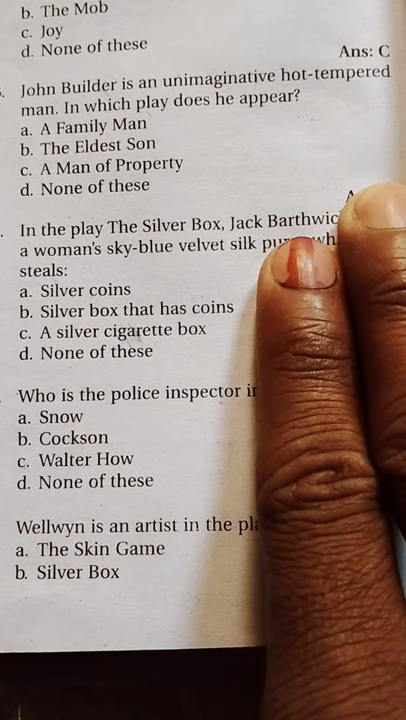 b. The Mob
c. Joy
d. None of these
Ans: C
John Builder is an unimaginative hot-tempered
man. In which play does he appear?
a. A Family Man
b. The Eldest Son
c. A Man of Property
d. None of these
In the play The Silver Box, Jack
a woman's sky-blue velvet silk
steals:
a. Silver coins
b. Silver box that has coins
c. A silver cigarette box
d. None of these
Who is the police inspector
a. Snow
b. Cockson
c. Walter How
d. None of these
Wellwyn is an artist in the
a. The Skin Game
b. Silver Box